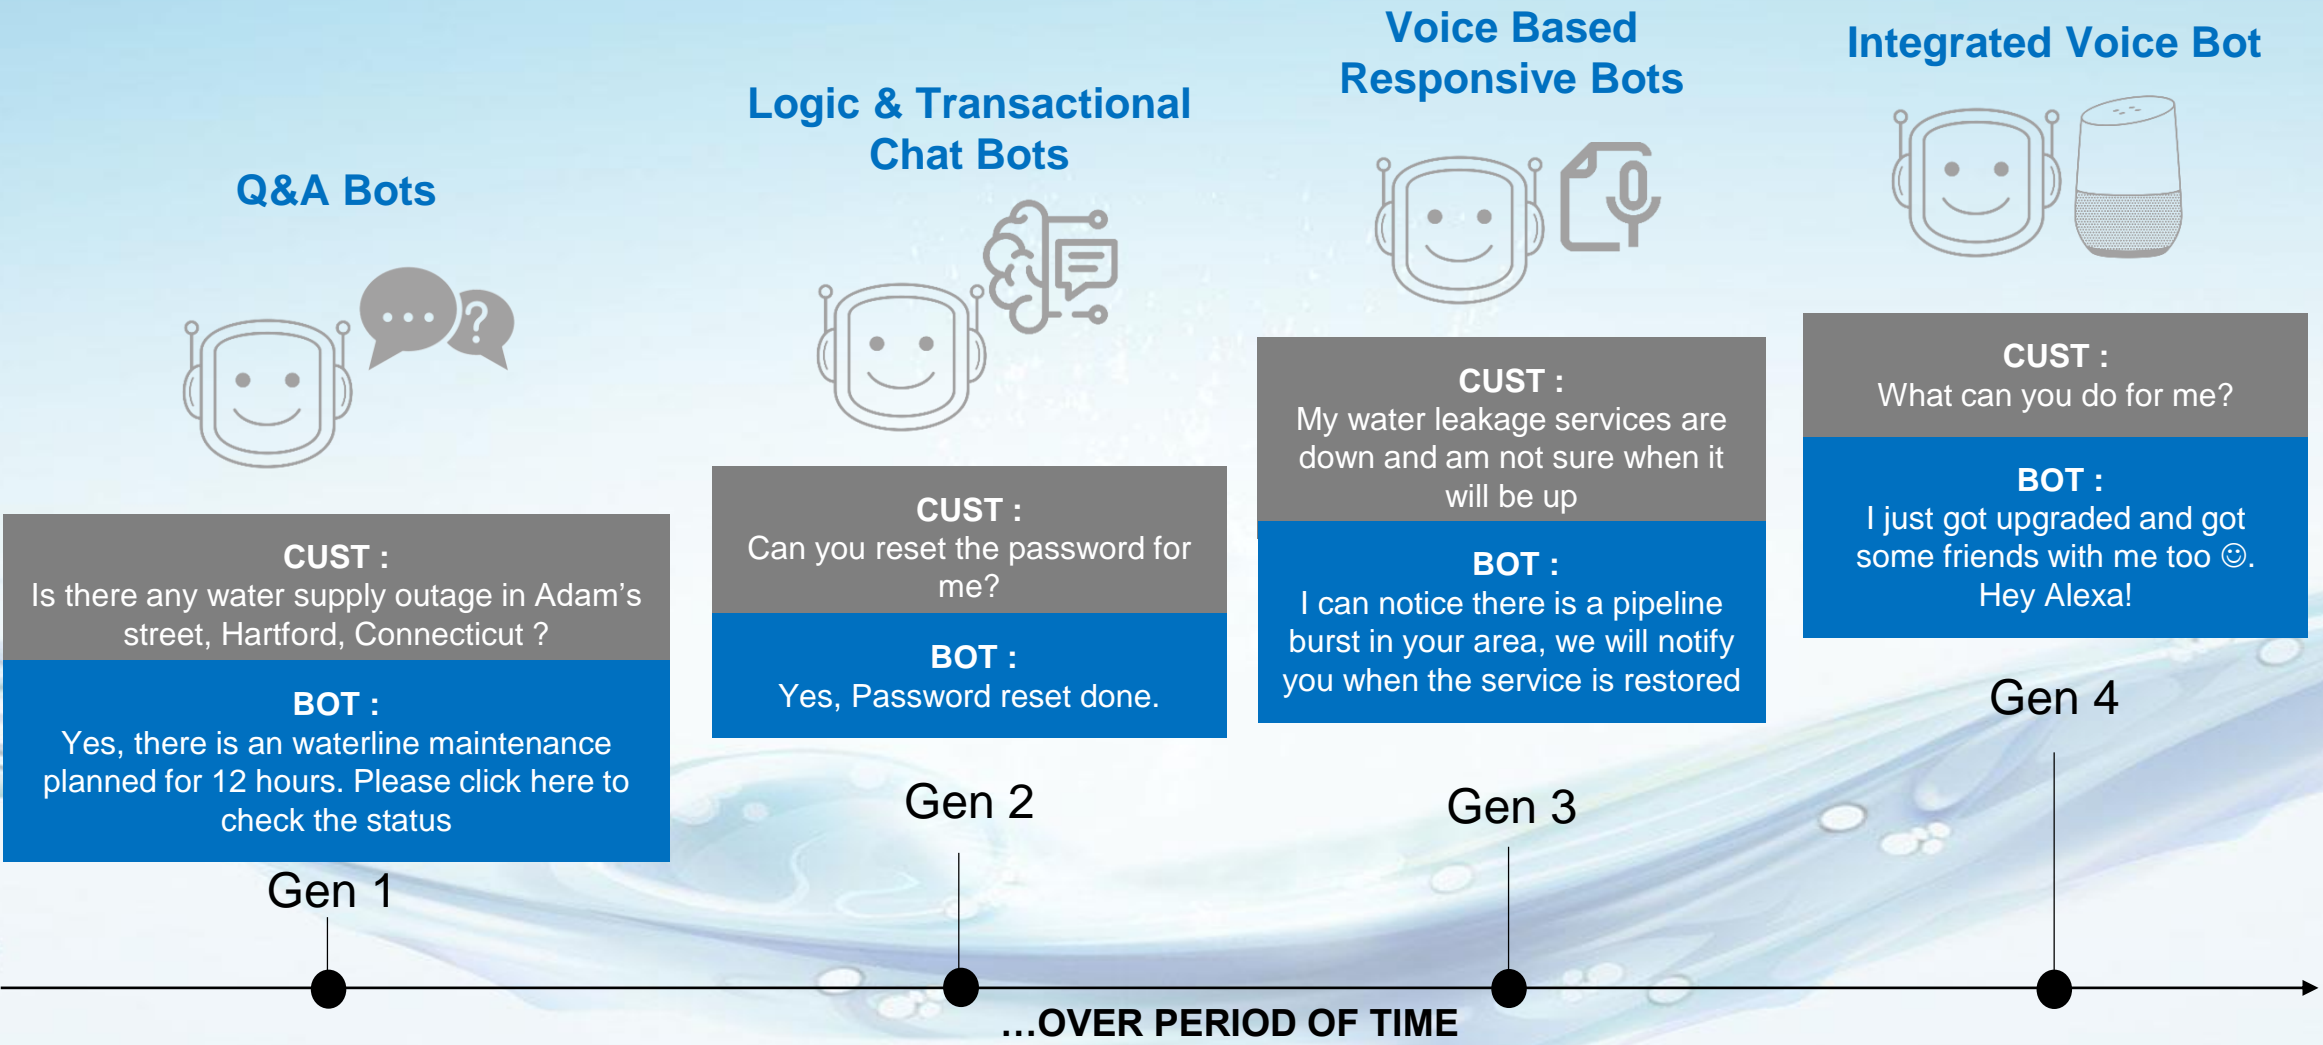 Q&A Bots
CUST :
Is there any water supply outage in Adam’s
street, Hartford, Connecticut ?
BOT :
Yes, there is an waterline maintenance
planned for 12 hours. Please click here to
check the status
Gen 1
Logic & Transactional
Chat Bots
CUST :
Can you reset the password for
me?
BOT :
Yes, Password reset done.
Gen 2
Voice Based
Responsive Bots
CUST :
My water leakage services are
down and am not sure when it
will be up
BOT :
I can notice there is a pipeline
burst in your area, we will notify
you when the service is restored
Gen 3
Integrated Voice Bot
CUST :
What can you do for me?
BOT :
I just got upgraded and got
some friends with me too ☺.
Hey Alexa!
Gen 4
…OVER PERIOD OF TIME